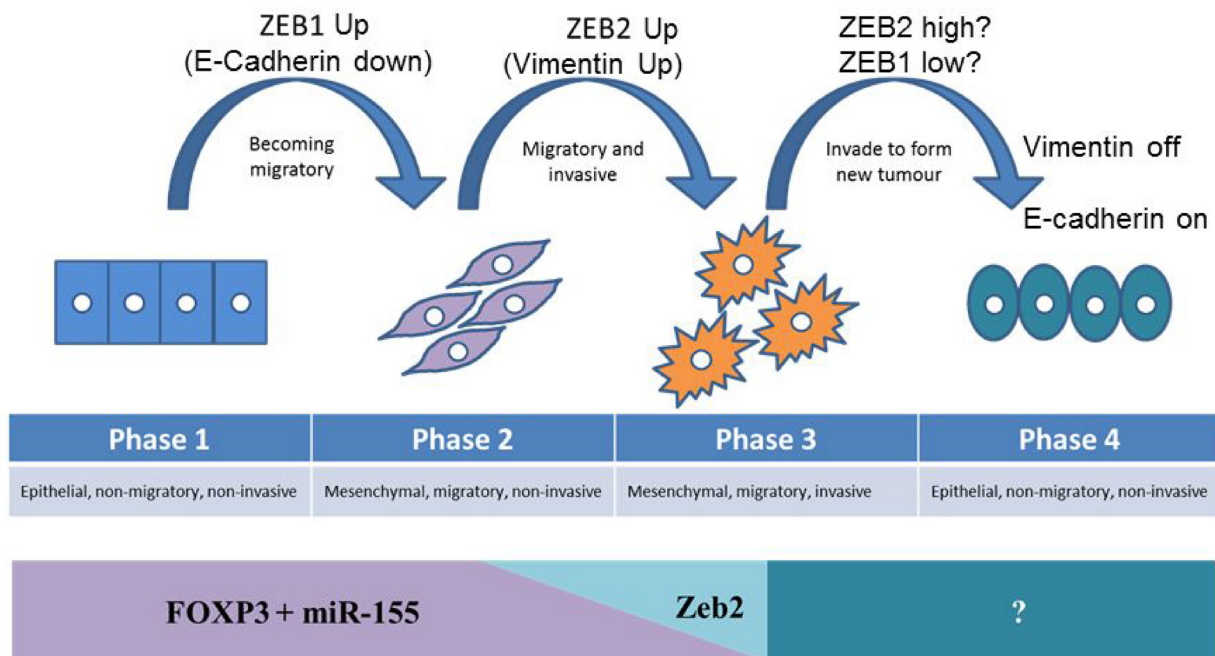 ZEB1 Up
(E-Cadherin down)
ZEB2 Up
(Vimentin Up)
ZEB2 high?
ZEB1 low?
Becoming
migratory
Migratory and
invasive
Invade to form
new tumour
Vimentin off
E-cadherin on
Phase 1
Phase 2
Phase 3
Phase 4
Epithelial, non-migratory, non-invasive
Mesenchymal, migratory, non-invasive
Mesenchymal, migratory, invasive
Epithelial, non-migratory, non-invasive
FOXP3 + miR-155
Zeb2
?